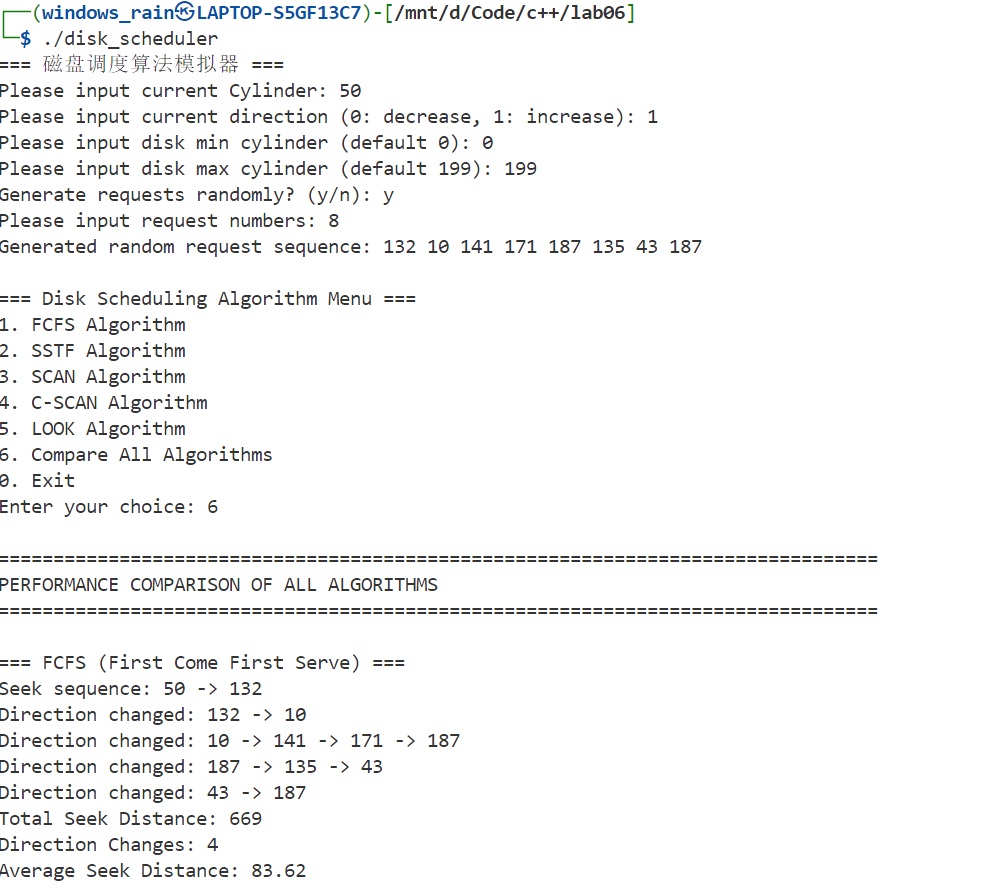 (windows_rain㉿LAPTOP-S5GF13C7)-[/mnt/d/Code/c++/lab06]
$ ./disk_scheduler
=== 磁盘调度算法模拟器 ===
Please input current Cylinder: 50
Please input current direction (0: decrease, 1: increase): 1
Please input disk min cylinder (default 0): 0
Please input disk max cylinder (default 199): 199
Generate requests randomly? (y/n): y
Please input request numbers: 8
Generated random request sequence: 132 10 141 171 187 135 43 187
=== Disk Scheduling Algorithm Menu ===
1. FCFS Algorithm
2. SSTF Algorithm
3. SCAN Algorithm
4. C-SCAN Algorithm
5. LOOK Algorithm
6. Compare All Algorithms
0. Exit
Enter your choice: 6
================================================================================
PERFORMANCE COMPARISON OF ALL ALGORITHMS
================================================================================
=== FCFS (First Come First Serve) ===
Seek sequence: 50 -> 132
Direction changed: 132 -> 10
Direction changed: 10 -> 141 -> 171 -> 187
Direction changed: 187 -> 135 -> 43
Direction changed: 43 -> 187
Total Seek Distance: 669
Direction Changes: 4
Average Seek Distance: 83.62